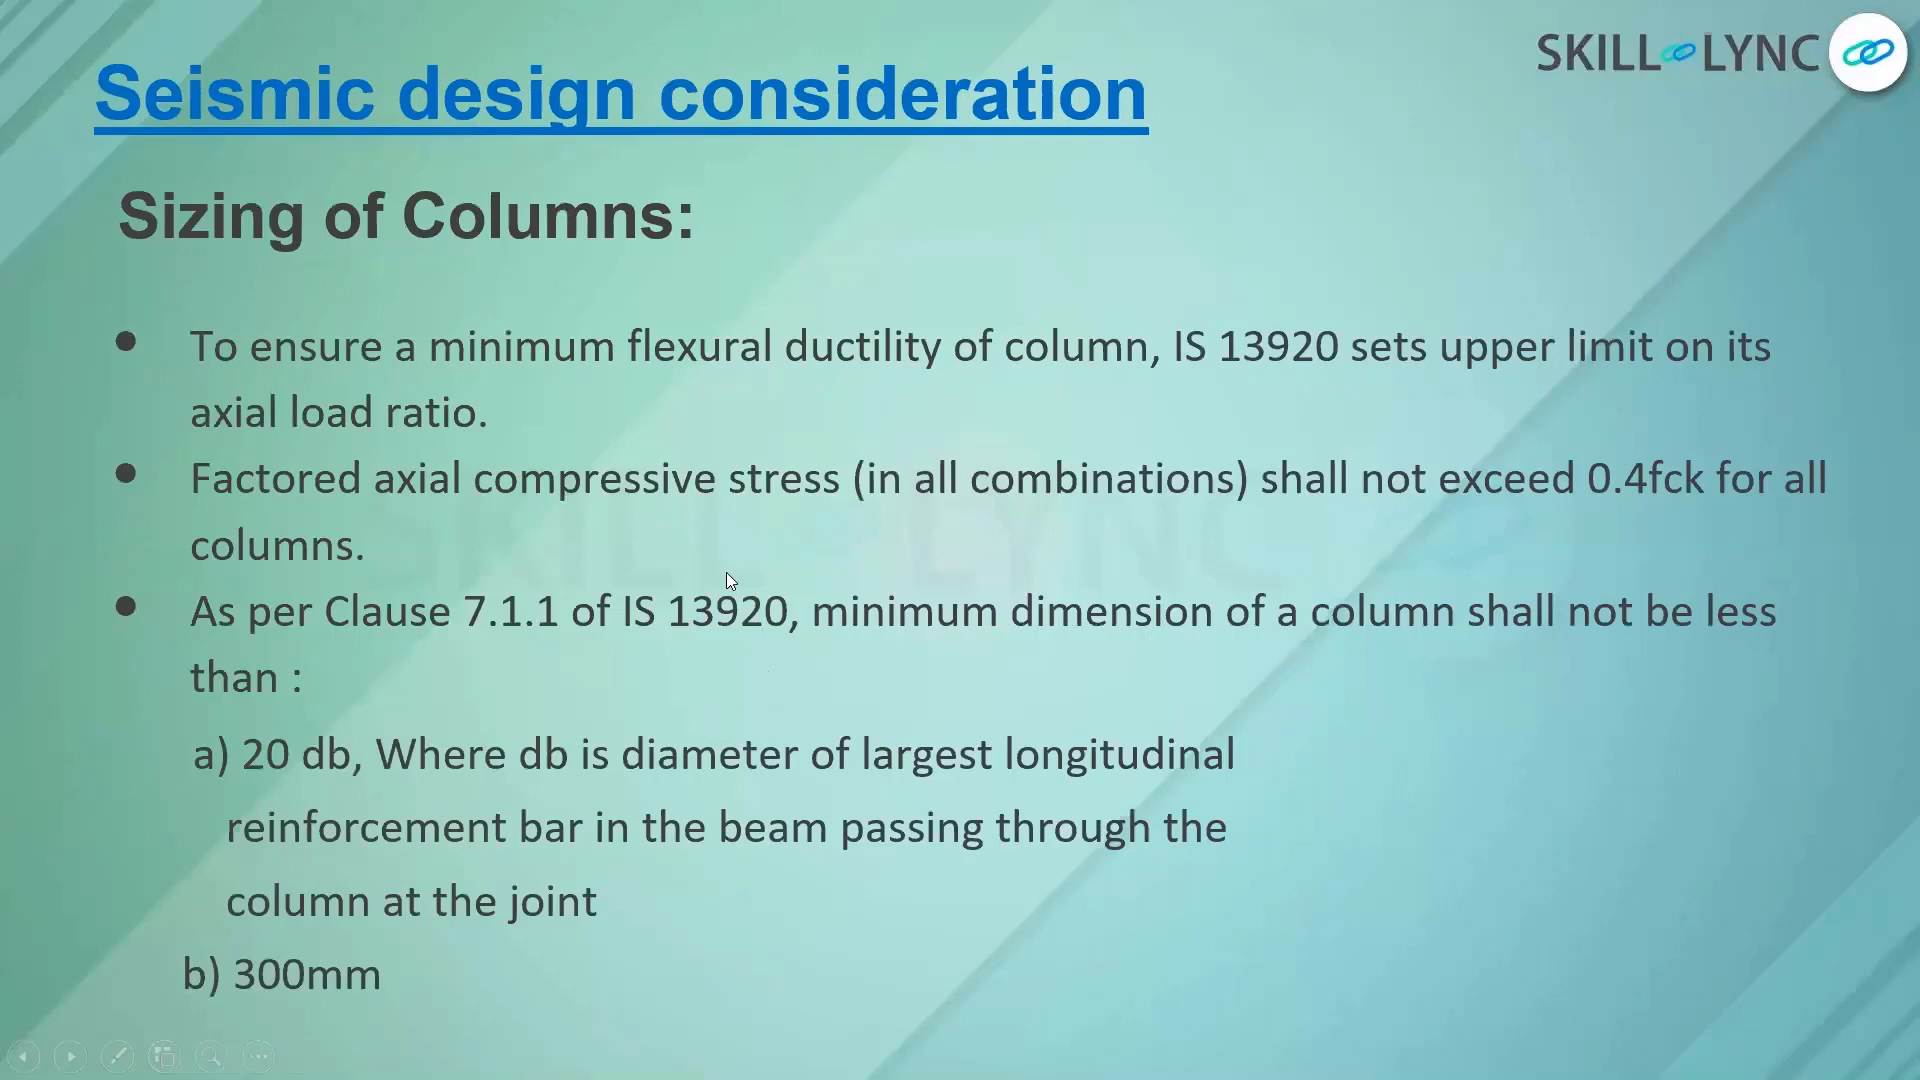 SKILL LYNC
Seismic design consideration
Sizing of Columns:
• To ensure a minimum flexural ductility of column, IS 13920 sets upper limit on its
axial load ratio.
• Factored axial compressive stress (in all combinations) shall not exceed 0.4fck for all
columns.
• As per Clause 7.1.1 of IS 13920, minimum dimension of a column shall not be less
than :
a) 20 db, Where db is diameter of largest longitudinal
reinforcement bar in the beam passing through the
column at the joint
b) 300mm
SKILL LYNC